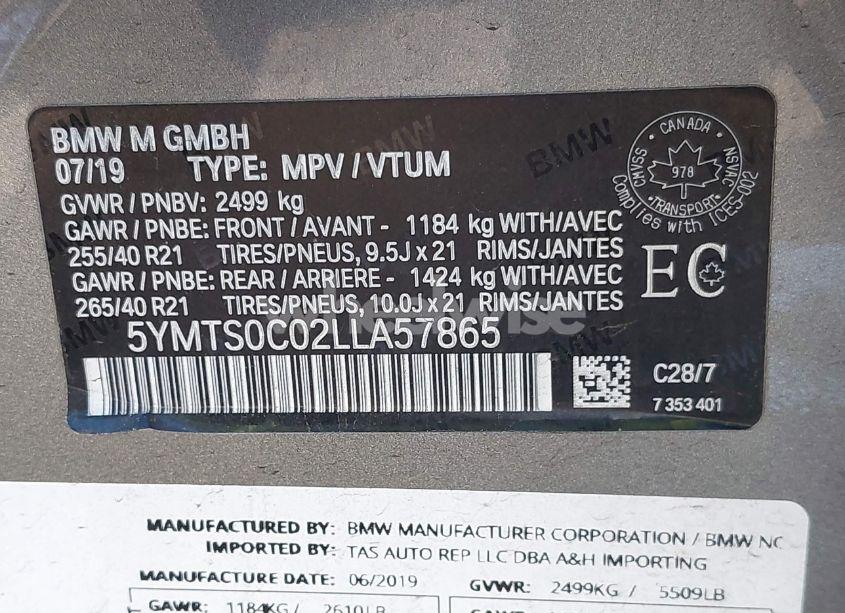 BMW M GMBH
07/19 TYPE: MPV / VTUM
GVWR / PNBV: 2499 kg
GAWR / PNBE: FRONT / AVANT - 1184 kg WITH/AVEC
255/40 R21 TIRES/PNEUS, 9.5J x 21 RIMS/JANTES
GAWR / PNBE: REAR / ARRIERE - 1424 kg WITH/AVEC
265/40 R21 TIRES/PNEUS, 10.0J x 21 RIMS/JANTES
5YMTS0C02LLA57865
CANADA
CMVSS
978
NSVAC
TRANSPORT
Complies with ICES-002
EC
C28/7
7 353 401
MANUFACTURED BY: BMW MANUFACTURER CORPORATION / BMW NC
IMPORTED BY: TAS AUTO REP LLC DBA A&H IMPORTING
MANUFACTURE DATE: 06/2019 GVWR: 2499KG / 5509LB
GAWR: 1184KG / 2610LB